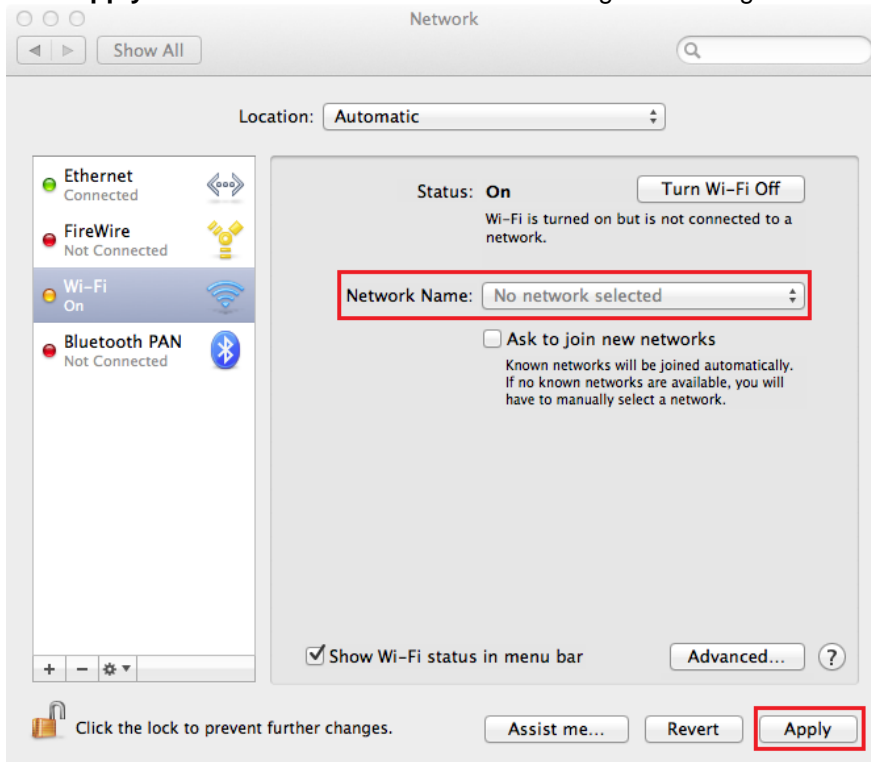 Network
Show All
Location: Automatic
Ethernet
Connected
FireWire
Not Connected
Wi-Fi
On
Bluetooth PAN
Not Connected
Status: On
Turn Wi-Fi Off
Wi-Fi is turned on but is not connected to a
network.
Network Name: No network selected
Ask to join new networks
Known networks will be joined automatically.
If no known networks are available, you will
have to manually select a network.
Show Wi-Fi status in menu bar
Advanced... ?
Click the lock to prevent further changes.
Assist me... Revert Apply